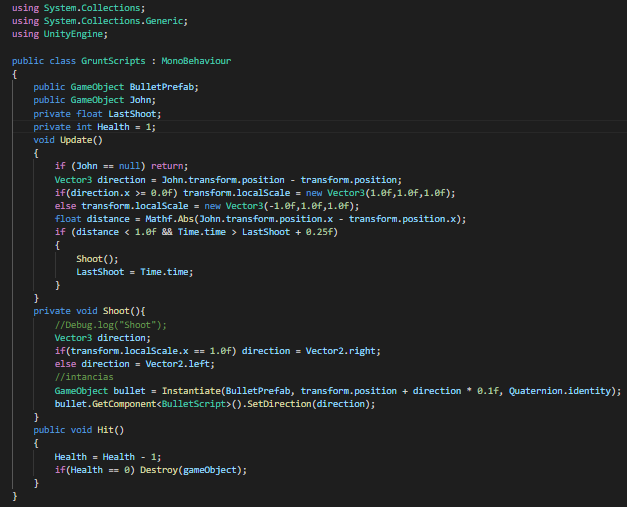 using System.Collections;
using System.Collections.Generic;
using UnityEngine;

public class GruntScripts : MonoBehaviour
{
    public GameObject BulletPrefab;
    public GameObject John;
    private float LastShoot;
    private int Health = 1;
    void Update()
    {
        if (John == null) return;
        Vector3 direction = John.transform.position - transform.position;
        if(direction.x >= 0.0f) transform.localScale = new Vector3(1.0f,1.0f,1.0f);
        else transform.localScale = new Vector3(-1.0f,1.0f,1.0f);
        float distance = Mathf.Abs(John.transform.position.x - transform.position.x);
        if (distance < 1.0f && Time.time > LastShoot + 0.25f)
        {
            Shoot();
            LastShoot = Time.time;
        }
    }
    private void Shoot(){
        //Debug.log("Shoot");
        Vector3 direction;
        if(transform.localScale.x == 1.0f) direction = Vector2.right;
        else direction = Vector2.left;
        //intancias
        GameObject bullet = Instantiate(BulletPrefab, transform.position + direction * 0.1f, Quaternion.identity);
        bullet.GetComponent<BulletScript>().SetDirection(direction);
    }
    public void Hit()
    {
        Health = Health - 1;
        if(Health == 0) Destroy(gameObject);
    }
}